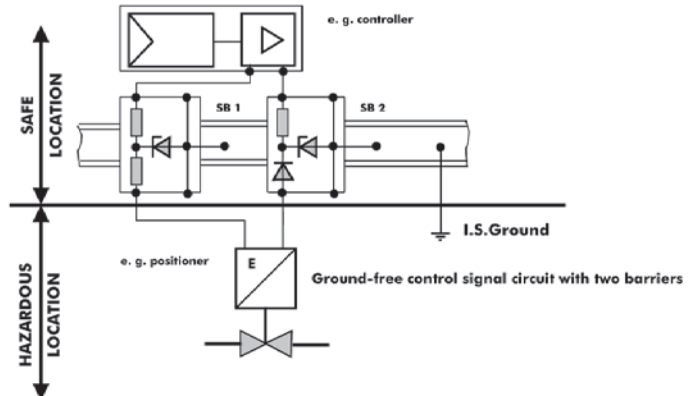 e. g. controller
SAFE
LOCATION
SB 1
SB 2
I.S.Ground
HAZARDOUS
LOCATION
e. g. positioner
E
Ground-free control signal circuit with two barriers